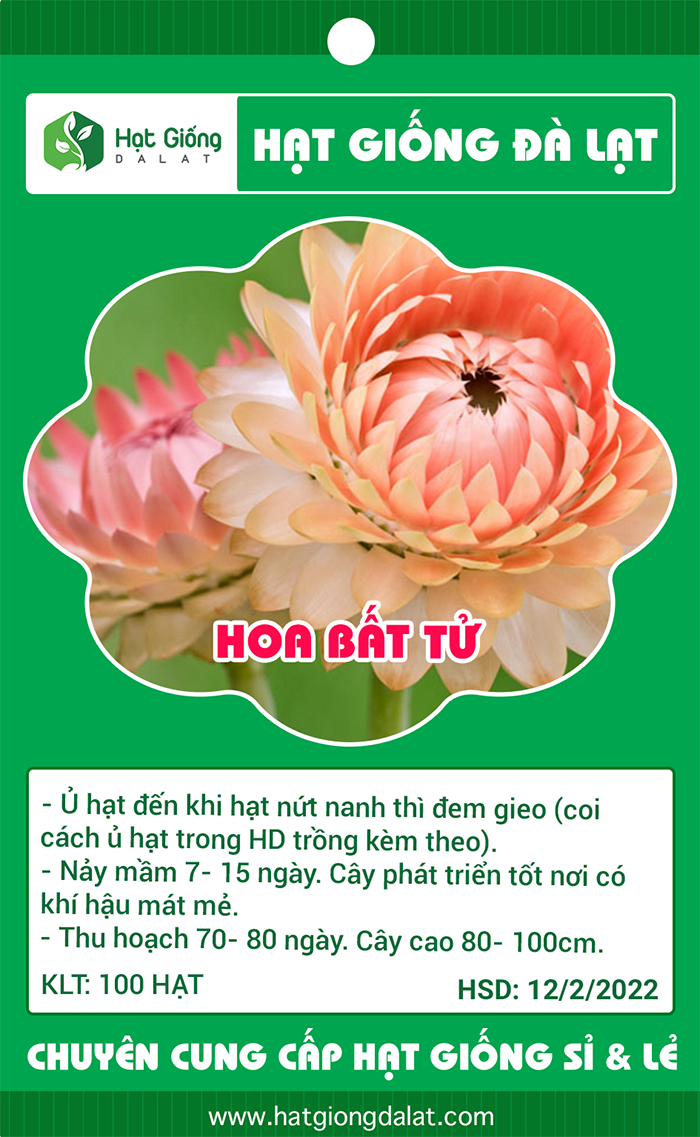 Hạt Giống
DALAT
HẠT GIỐNG ĐÀ LẠT
HOA BẤT TỬ
- Ủ hạt đến khi hạt nứt nanh thì đem gieo (coi
cách ủ hạt trong HD trồng kèm theo).
- Nảy mầm 7- 15 ngày. Cây phát triển tốt nơi có
khí hậu mát mẻ.
- Thu hoạch 70- 80 ngày. Cây cao 80- 100cm.
KLT: 100 HẠT
HSD: 12/2/2022
CHUYÊN CUNG CẤP HẠT GIỐNG SỈ & LẺ
www.hatgiongdalat.com